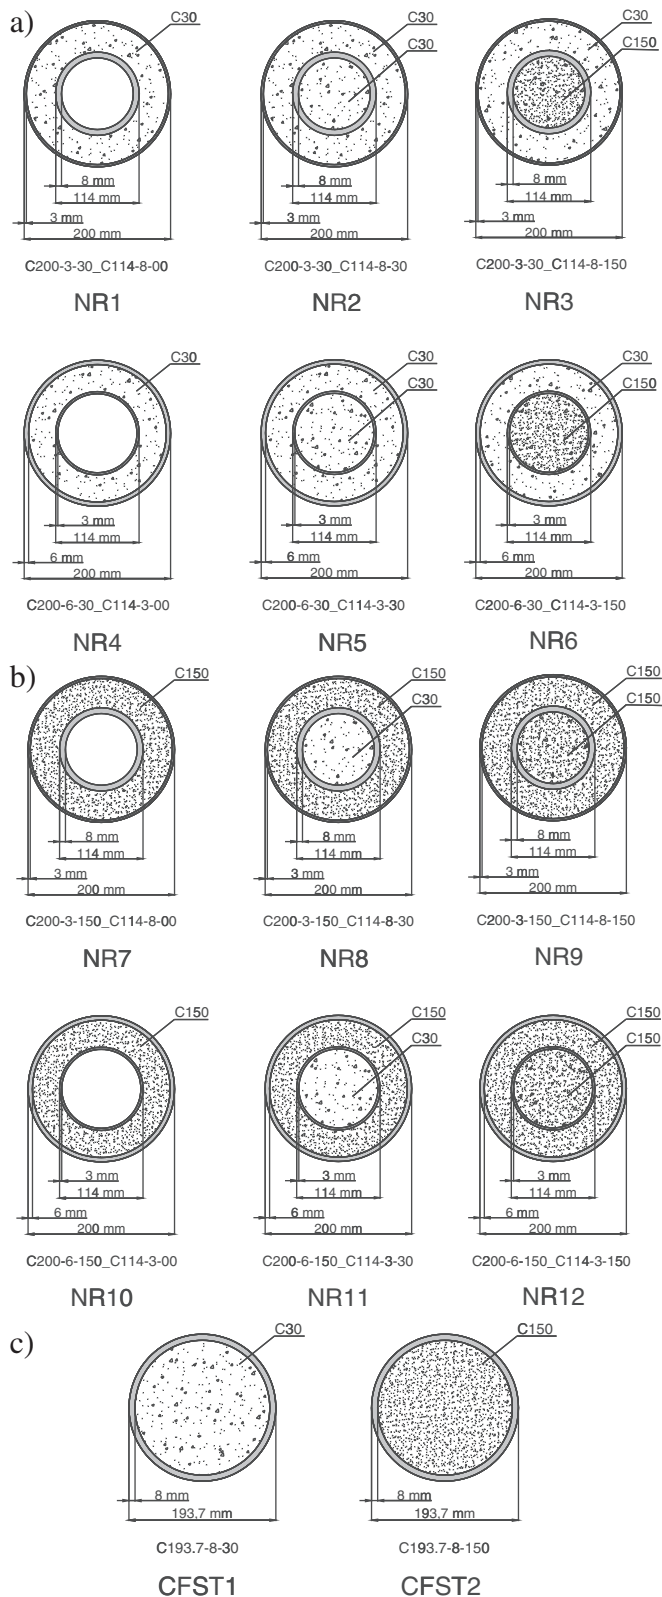 a)
C30
8 mm
114 mm
3 mm
200 mm
C200-3-30_C114-8-00
NR1
C30
C30
8 mm
114 mm
3 mm
200 mm
C200-3-30_C114-8-30
NR2
C30
C150
8 mm
114 mm
3 mm
200 mm
C200-3-30_C114-8-150
NR3
C30
3 mm
114 mm
6 mm
200 mm
C200-6-30_C114-3-00
NR4
C30
C30
3 mm
114 mm
6 mm
200 mm
C200-6-30_C114-3-30
NR5
C30
C150
3 mm
114 mm
6 mm
200 mm
C200-6-30_C114-3-150
NR6
b)
C150
8 mm
114 mm
3 mm
200 mm
C200-3-150_C114-8-00
NR7
C150
C30
8 mm
114 mm
3 mm
200 mm
C200-3-150_C114-8-30
NR8
C150
C150
8 mm
114 mm
3 mm
200 mm
C200-3-150_C114-8-150
NR9
C150
3 mm
114 mm
6 mm
200 mm
C200-6-150_C114-3-00
NR10
C150
C30
3 mm
114 mm
6 mm
200 mm
C200-6-150_C114-3-30
NR11
C150
C150
3 mm
114 mm
6 mm
200 mm
C200-6-150_C114-3-150
NR12
c)
C30
8 mm
193,7 mm
C193.7-8-30
CFST1
C150
8 mm
193,7 mm
C193.7-8-150
CFST2